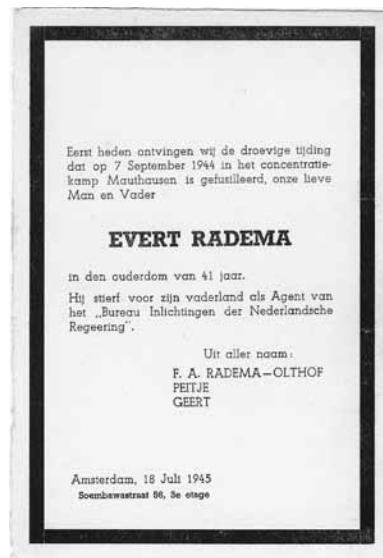 Eerst heden ontvingen wij de droevige tijding
dat op 7 September 1944 in het concentratie-
kamp Mauthausen is gefusilleerd, onze lieve
Man en Vader
EVERT RADEMA
in den ouderdom van 41 jaar.
Hij stierf voor zijn vaderland als Agent van
het „Bureau Inlichtingen der Nederlandsche
Regeering".
Uit aller naam:
F. A. RADEMA—OLTHOF
PEITJE
GEERT
Amsterdam, 18 Juli 1945
Soembawastraat 56, 3e etage